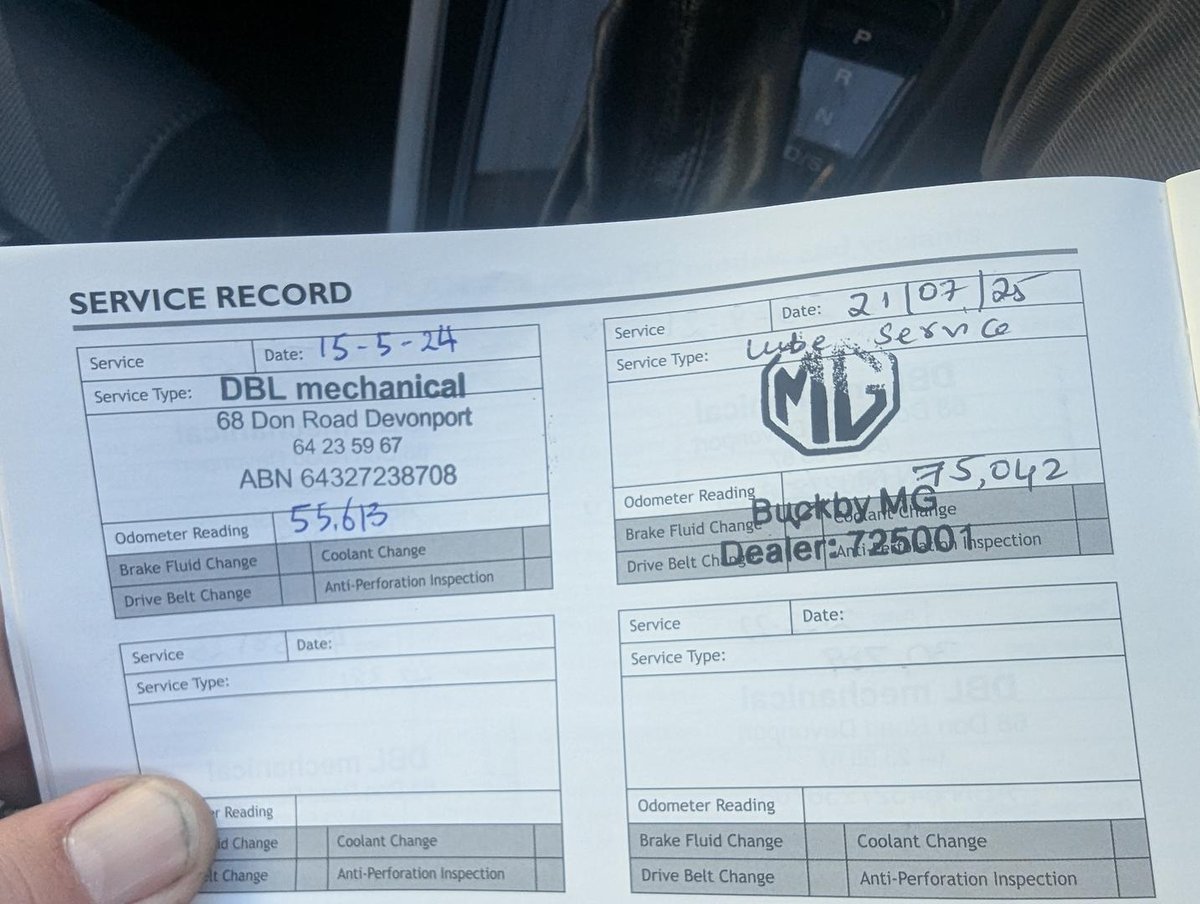 P
R
N
D/S
SERVICE RECORD
Service
Date: 15-5-24
Service Type: DBL mechanical
68 Don Road Devonport
64 23 59 67
ABN 64327238708
Odometer Reading 55,613
Brake Fluid Change
Coolant Change
Drive Belt Change
Anti-Perforation Inspection
Service
Date: 21/07/25
Service Type: Lube Service
MG
Odometer Reading 75,042
Buckby MG
Brake Fluid Change
Coolant Change
Dealer: 725001
Drive Belt Change
Anti-Perforation Inspection
Service
Date:
Service Type:
r Reading
id Change
Coolant Change
lt Change
Anti-Perforation Inspection
Service
Date:
Service Type:
Odometer Reading
Brake Fluid Change
Coolant Change
Drive Belt Change
Anti-Perforation Inspection